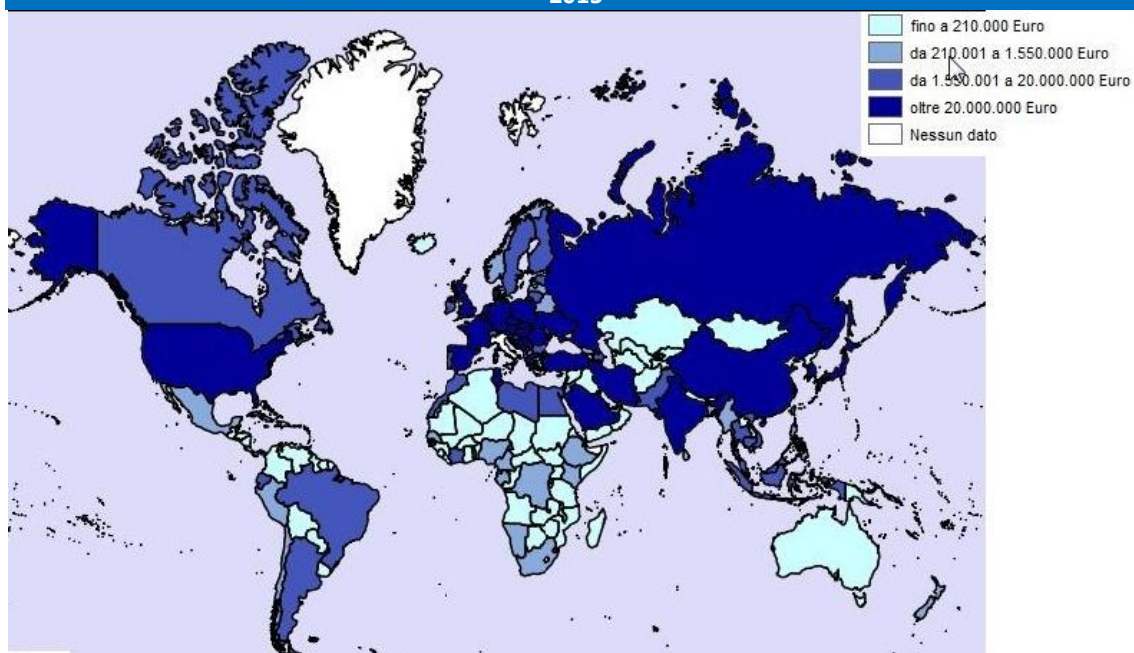 2015
fino a 210.000 Euro
da 210.001 a 1.550.000 Euro
da 1.550.001 a 20.000.000 Euro
oltre 20.000.000 Euro
Nessun dato